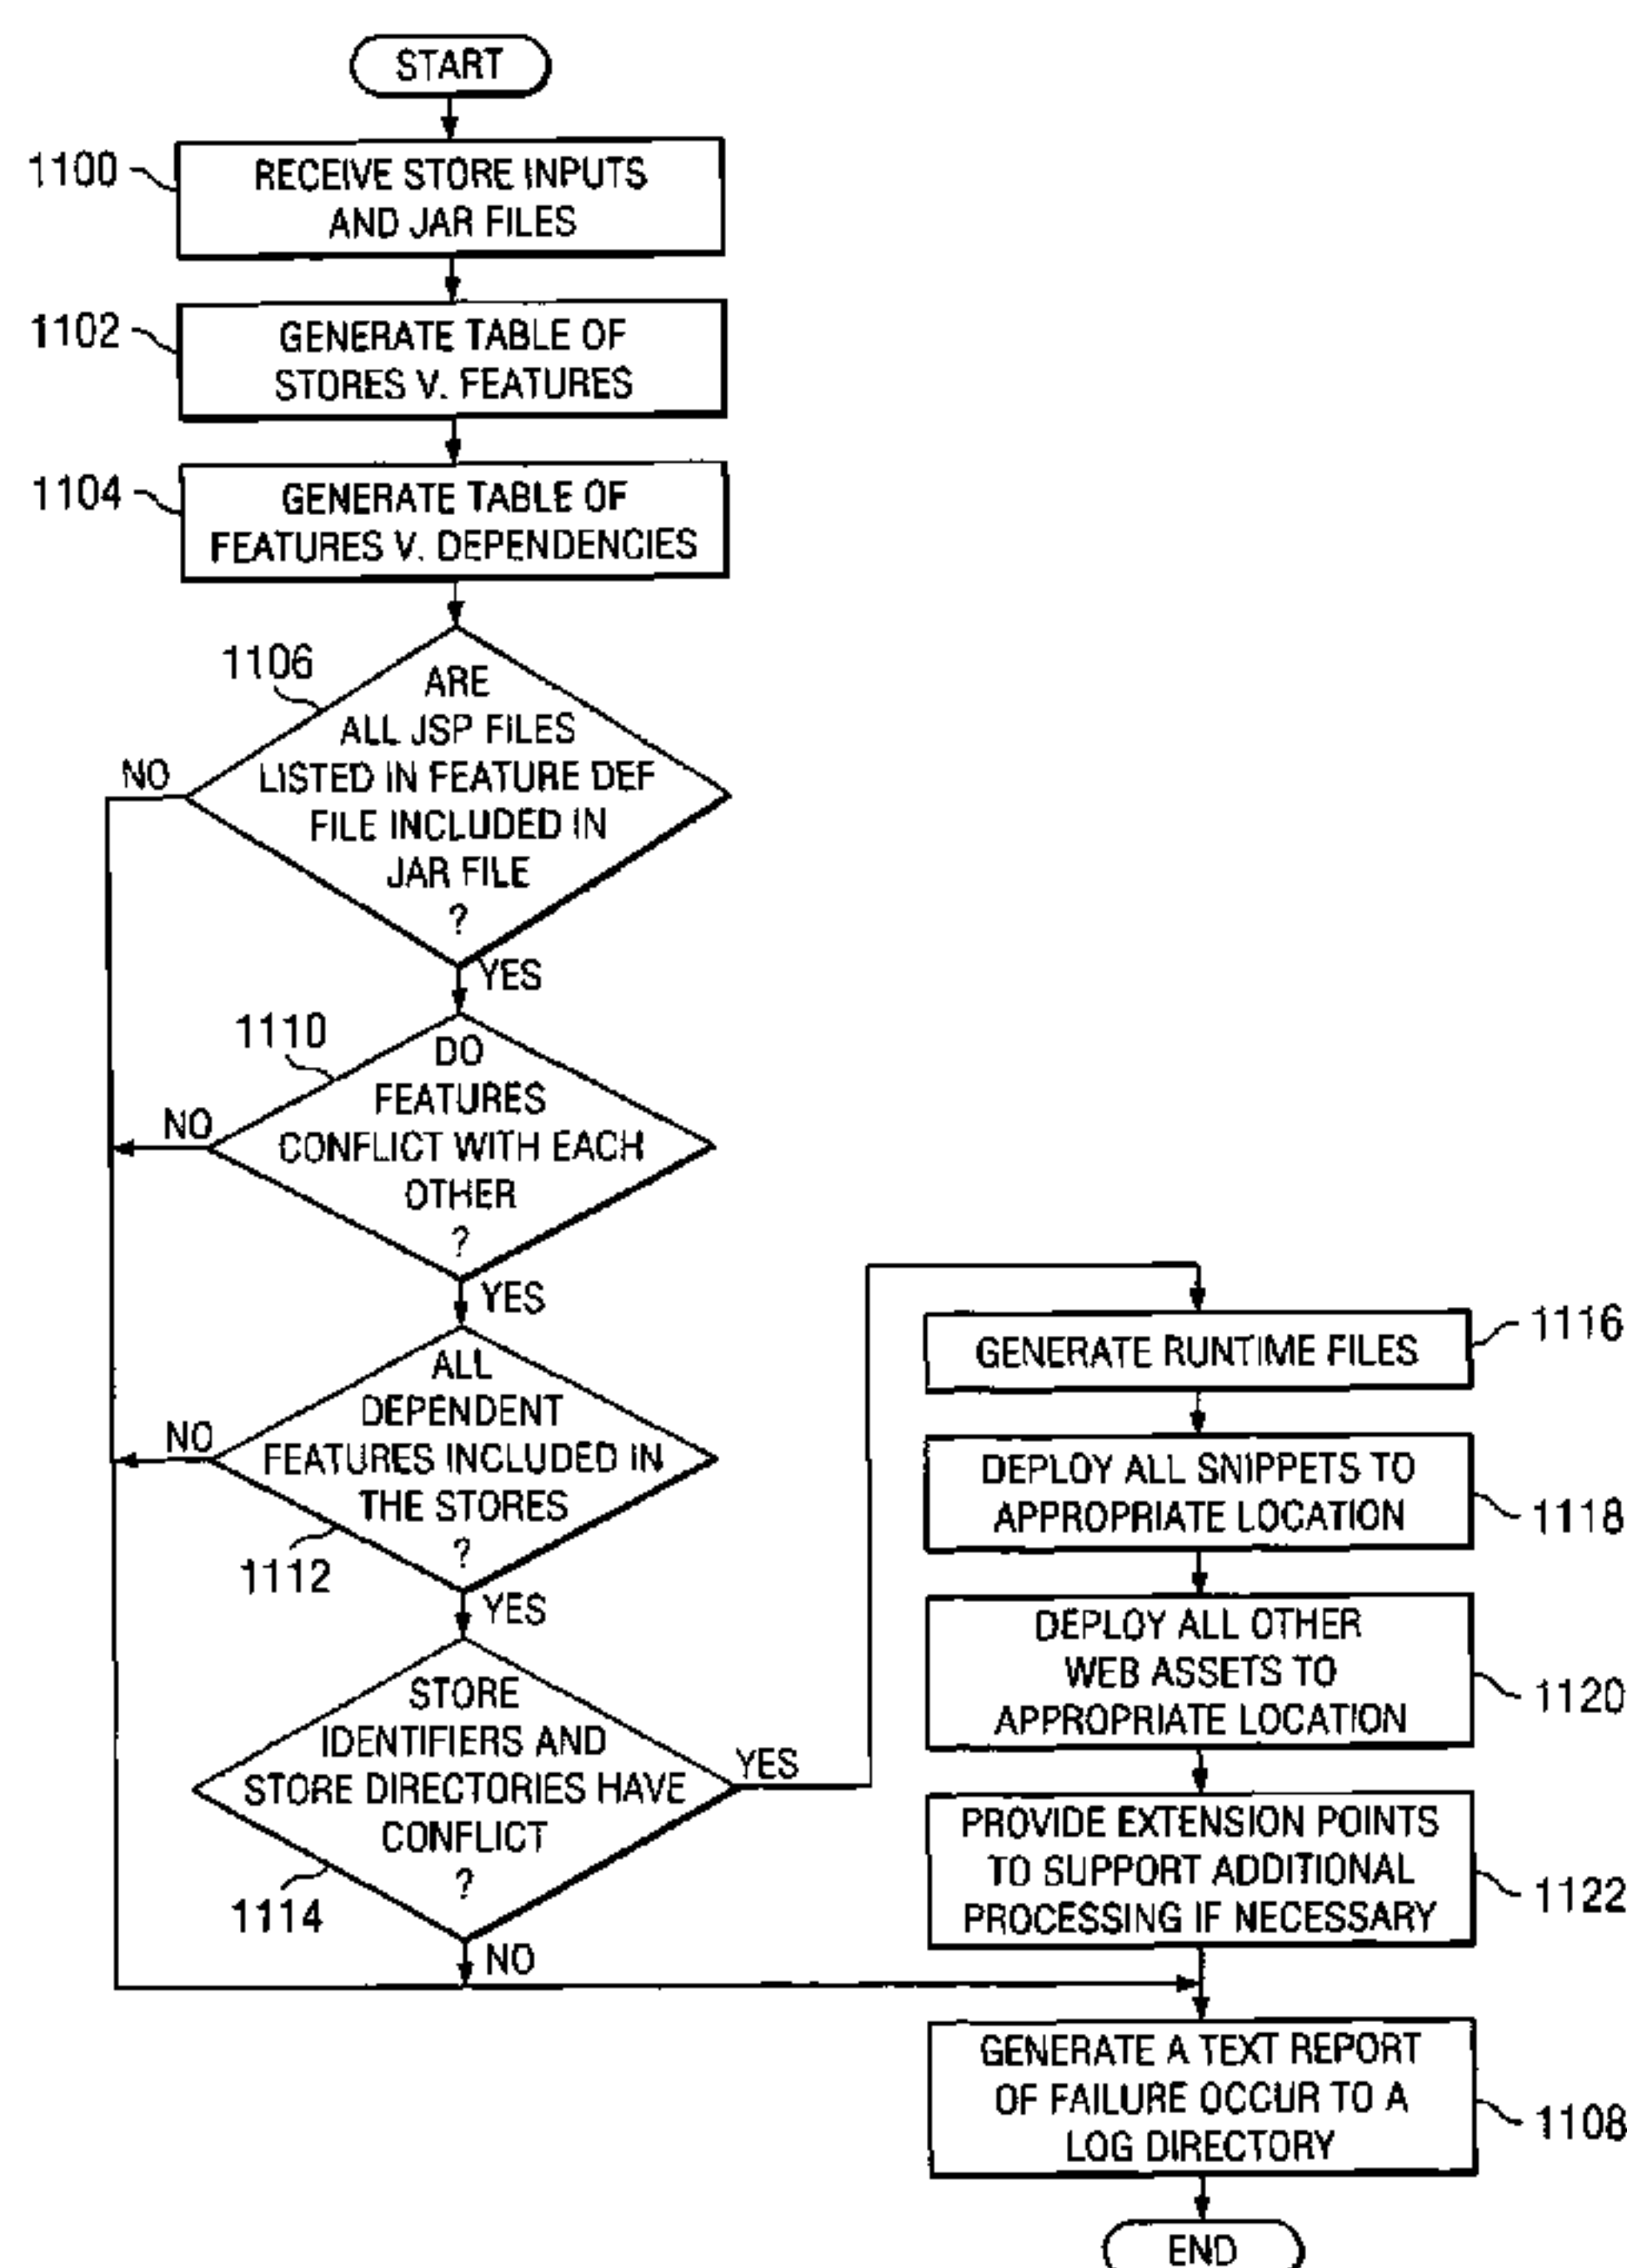 START
1100
RECEIVE STORE INPUTS
AND JAR FILES
1102
GENERATE TABLE OF
STORES V. FEATURES
1104
GENERATE TABLE OF
FEATURES V. DEPENDENCIES
1106
ARE
ALL JSP FILES
LISTED IN FEATURE DEF
FILE INCLUDED IN
JAR FILE
?
NO
YES
1110
DO
FEATURES
CONFLICT WITH EACH
OTHER
?
NO
YES
ALL
DEPENDENT
FEATURES INCLUDED IN
THE STORES
?
NO
1112
YES
STORE
IDENTIFIERS AND
STORE DIRECTORIES HAVE
CONFLICT
?
YES
1114
NO
GENERATE RUNTIME FILES
1116
DEPLOY ALL SNIPPETS TO
APPROPRIATE LOCATION
1118
DEPLOY ALL OTHER
WEB ASSETS TO
APPROPRIATE LOCATION
1120
PROVIDE EXTENSION POINTS
TO SUPPORT ADDITIONAL
PROCESSING IF NECESSARY
1122
GENERATE A TEXT REPORT
OF FAILURE OCCUR TO A
LOG DIRECTORY
1108
END